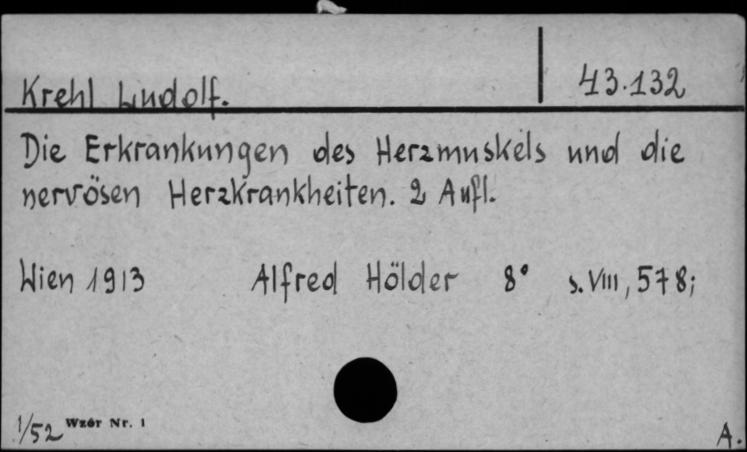 Krehl Ludolf. 43.132
Die Erkrankungen des Herzmuskels und die
nervösen Herzkrankheiten. 2 Aufl.
Wien 1913 Alfred Hölder 8° s. VIII, 578;
1/52 Wzór Nr. 1 A.